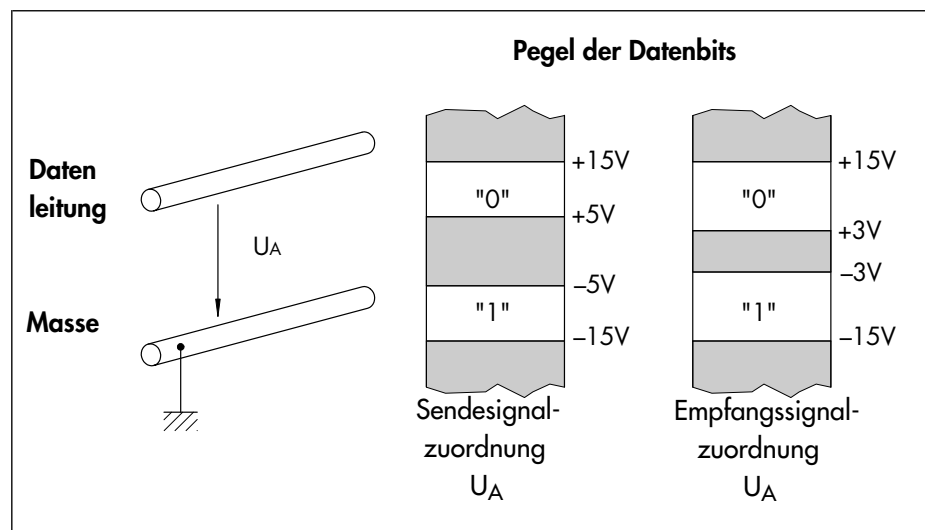 Pegel der Datenbits
Daten
leitung
UA
Masse
"0"
"1"
+15V
+5V
–5V
–15V
Sendesignal-
zuordnung
UA
"0"
"1"
+15V
+3V
–3V
–15V
Empfangssignal-
zuordnung
UA